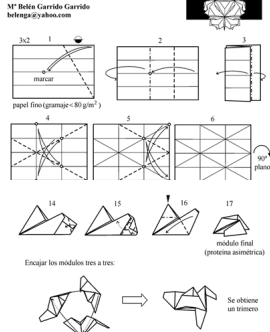 Mª Belén Garrido Garrido
belenga@yahoo.com
3x2 1 2 3
marcar
papel fino (gramaje< 80 g/m² )
4 5 6
90º
plano
14 15 16 17
módulo final
(proteína asimétrica)
Encajar los módulos tres a tres:
Se obtiene
un trímero